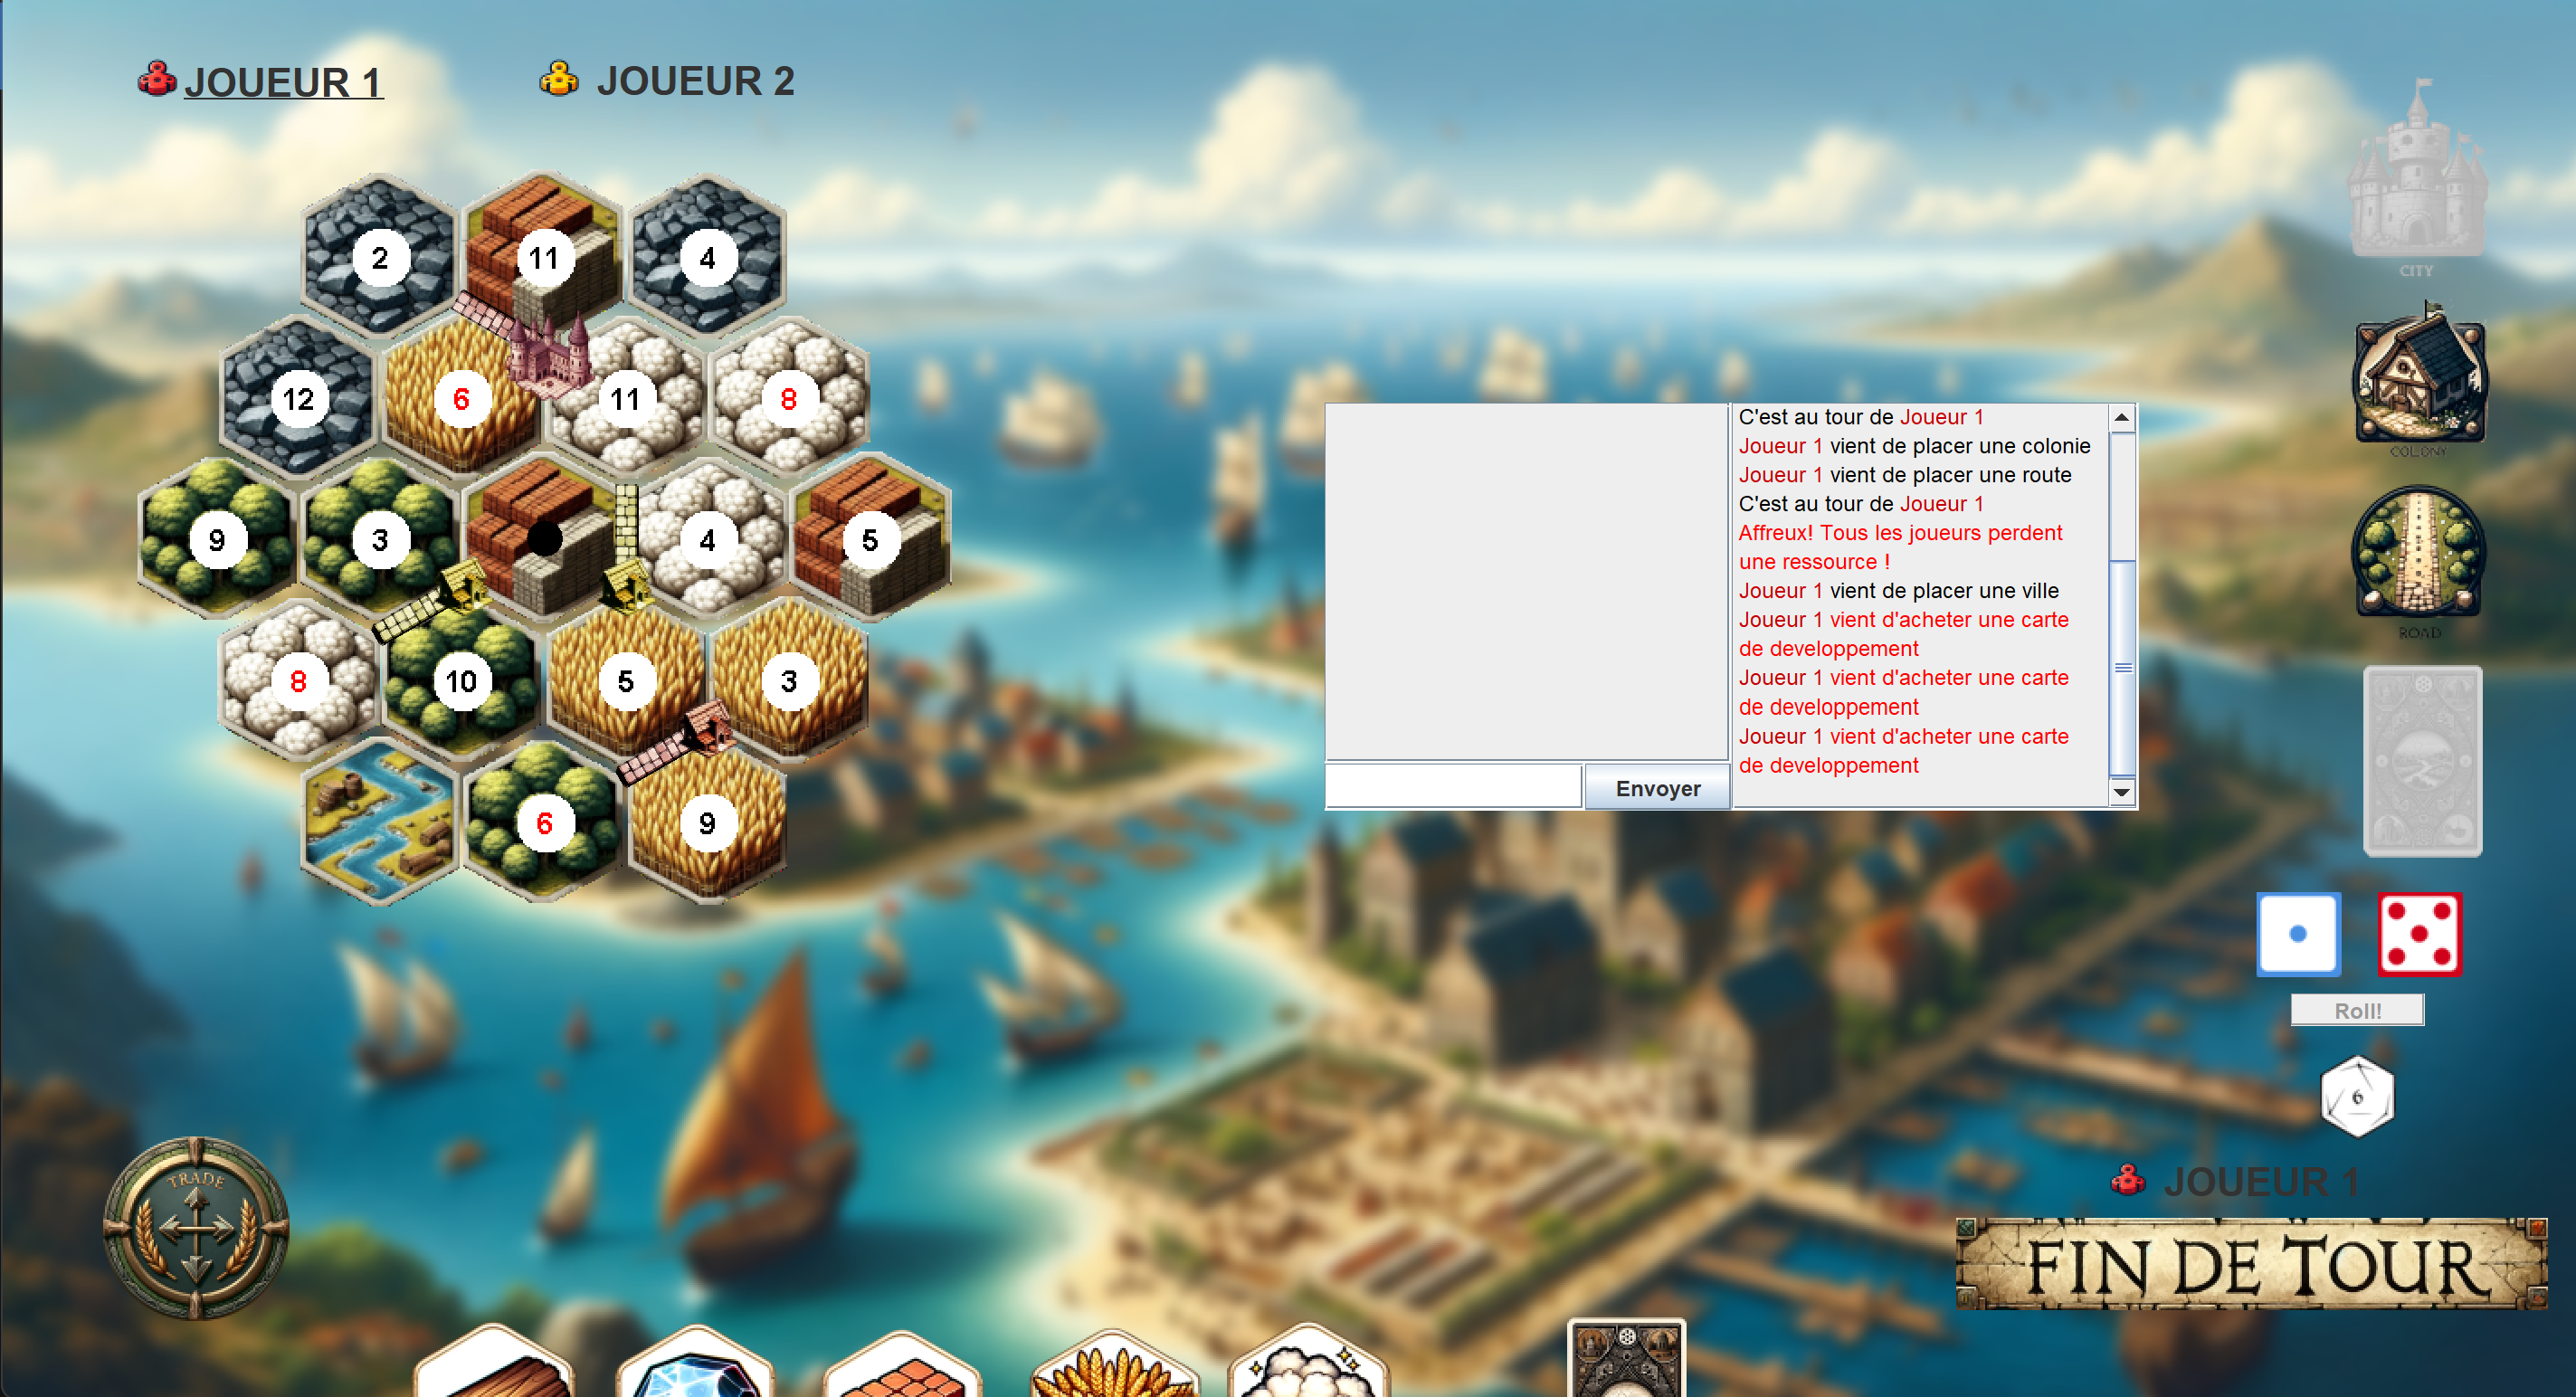 JOUEUR 1
JOUEUR 2
2
11
4
12
6
11
8
9
3
4
5
8
10
5
3
6
9
C'est au tour de Joueur 1
Joueur 1 vient de placer une colonie
Joueur 1 vient de placer une route
C'est au tour de Joueur 1
Affreux! Tous les joueurs perdent
une ressource !
Joueur 1 vient de placer une ville
Joueur 1 vient d'acheter une carte
de developpement
Joueur 1 vient d'acheter une carte
de developpement
Joueur 1 vient d'acheter une carte
de developpement
Envoyer
CITY
COLONY
ROAD
Roll!
6
TRADE
JOUEUR 1
FIN DE TOUR